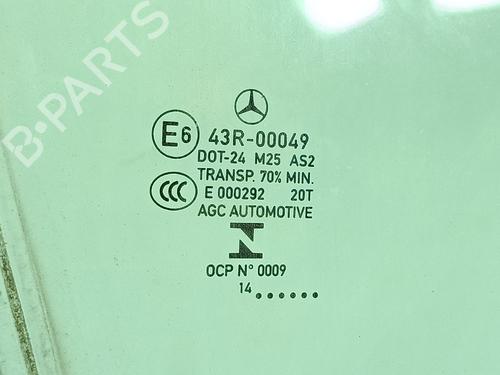 B-PARTS
E6 43R-00049
DOT-24 M25 AS2
TRANSP. 70% MIN.
CCC E 000292 20T
AGC AUTOMOTIVE
OCP N° 0009
14......